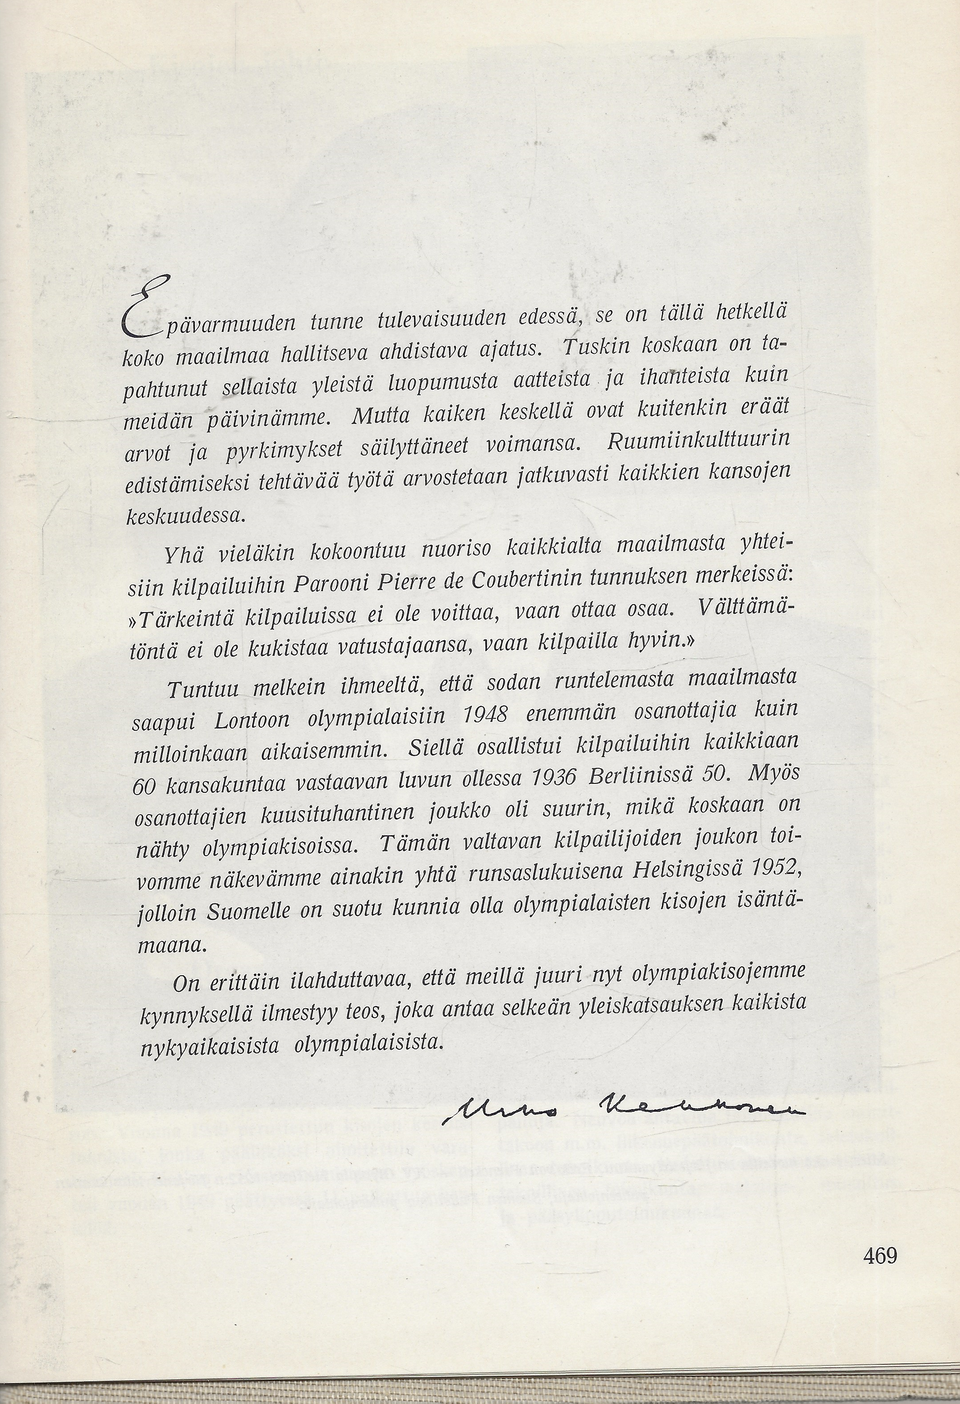 Epävarmuuden tunne tulevaisuuden edessä, se on tällä hetkellä
koko maailmaa hallitseva ahdistava ajatus. Tuskin koskaan on ta-
pahtunut sellaista yleistä luopumusta aatteista ja ihanteista kuin
meidän päivinämme. Mutta kaiken keskellä ovat kuitenkin eräät
arvot ja pyrkimykset säilyttäneet voimansa. Ruumiinkulttuurin
edistämiseksi tehtävää työtä arvostetaan jatkuvasti kaikkien kansojen
keskuudessa.
Yhä vieläkin kokoontuu nuoriso kaikkialta maailmasta yhtei-
siin kilpailuihin Parooni Pierre de Coubertinin tunnuksen merkeissä:
»Tärkeintä kilpailuissa ei ole voittaa, vaan ottaa osaa. Välttämä-
töntä ei ole kukistaa vatustajaansa, vaan kilpailla hyvin.»
Tuntuu melkein ihmeeltä, että sodan runtelemasta maailmasta
saapui Lontoon olympialaisiin 1948 enemmän osanottajia kuin
milloinkaan aikaisemmin. Siellä osallistui kilpailuihin kaikkiaan
60 kansakuntaa vastaavan luvun ollessa 1936 Berliinissä 50. Myös
osanottajien kuusituhantinen joukko oli suurin, mikä koskaan on
nähty olympiakisoissa. Tämän valtavan kilpailijoiden joukon toi-
vomme näkevämme ainakin yhtä runsaslukuisena Helsingissä 1952,
jolloin Suomelle on suotu kunnia olla olympialaisten kisojen isäntä-
maana.
On erittäin ilahduttavaa, että meillä juuri nyt olympiakisojemme
kynnyksellä ilmestyy teos, joka antaa selkeän yleiskatsauksen kaikista
nykyaikaisista olympialaisista.
Urho Kekkonen
469